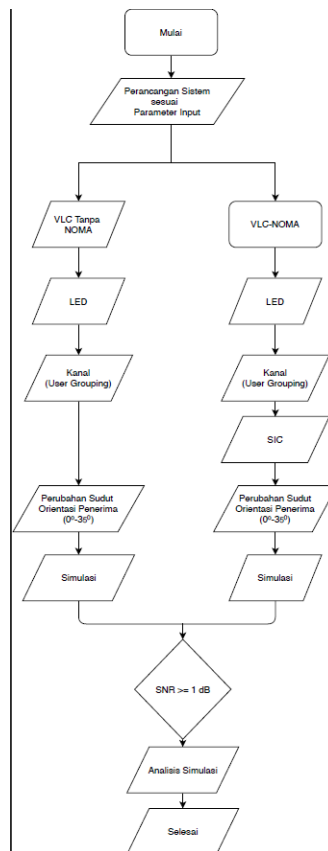 Mulai
Perancangan Sistem
sesuai
Parameter Input
VLC Tanpa
NOMA
VLC-NOMA
LED
LED
Kanal
(User Grouping)
Kanal
(User Grouping)
SIC
Perubahan Sudut
Orientasi Penerima
(0⁰-35⁰)
Perubahan Sudut
Orientasi Penerima
(0⁰-35⁰)
Simulasi
Simulasi
SNR >= 1 dB
Analisis Simulasi
Selesai